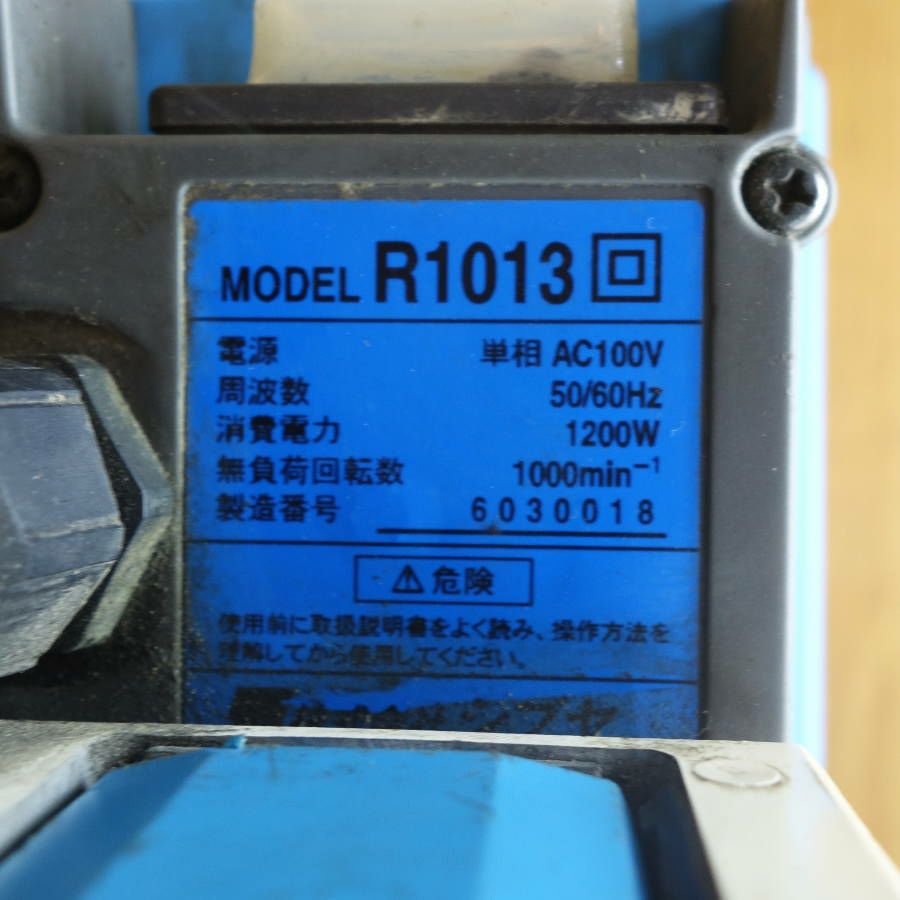 MODEL R1013
電源 単相 AC100V
周波数 50/60Hz
消費電力 1200W
無負荷回転数 1000min⁻¹
製造番号 6030018
⚠危険
使用前に取扱説明書をよく読み、操作方法を
理解してから使用してください。